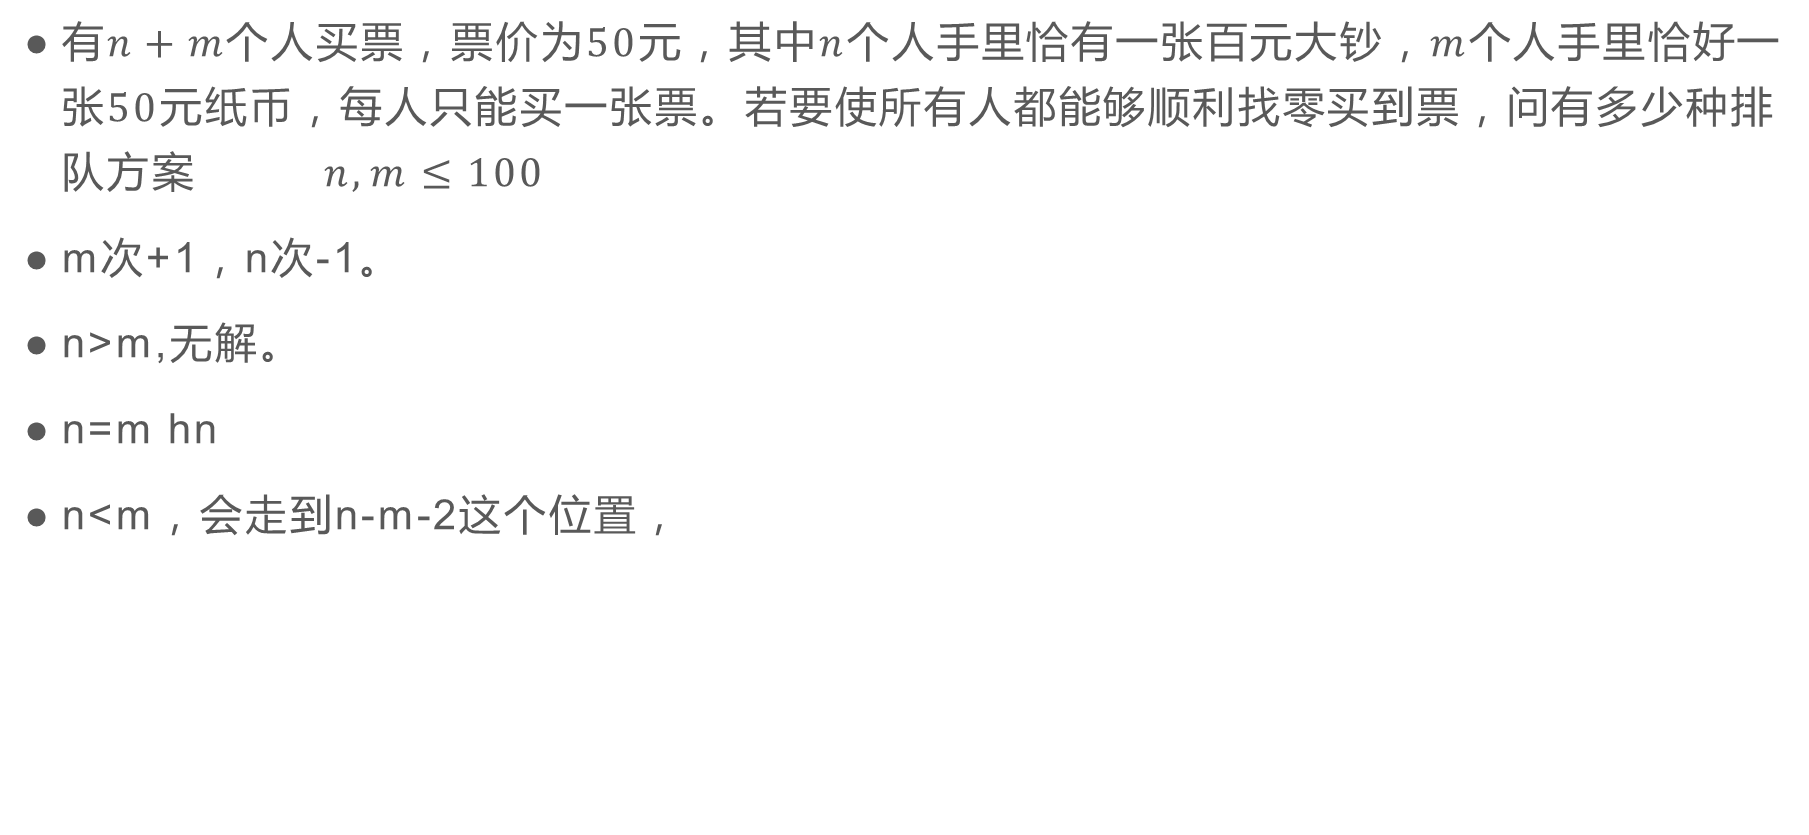 ● 有n + m个人买票，票价为50元，其中n个人手里恰有一张百元大钞，m个人手里恰好一
张50元纸币，每人只能买一张票。若要使所有人都能够顺利找零买到票，问有多少种排
队方案 n, m ≤ 100
● m次+1，n次-1。
● n>m,无解。
● n=m hn
● n<m，会走到n-m-2这个位置，